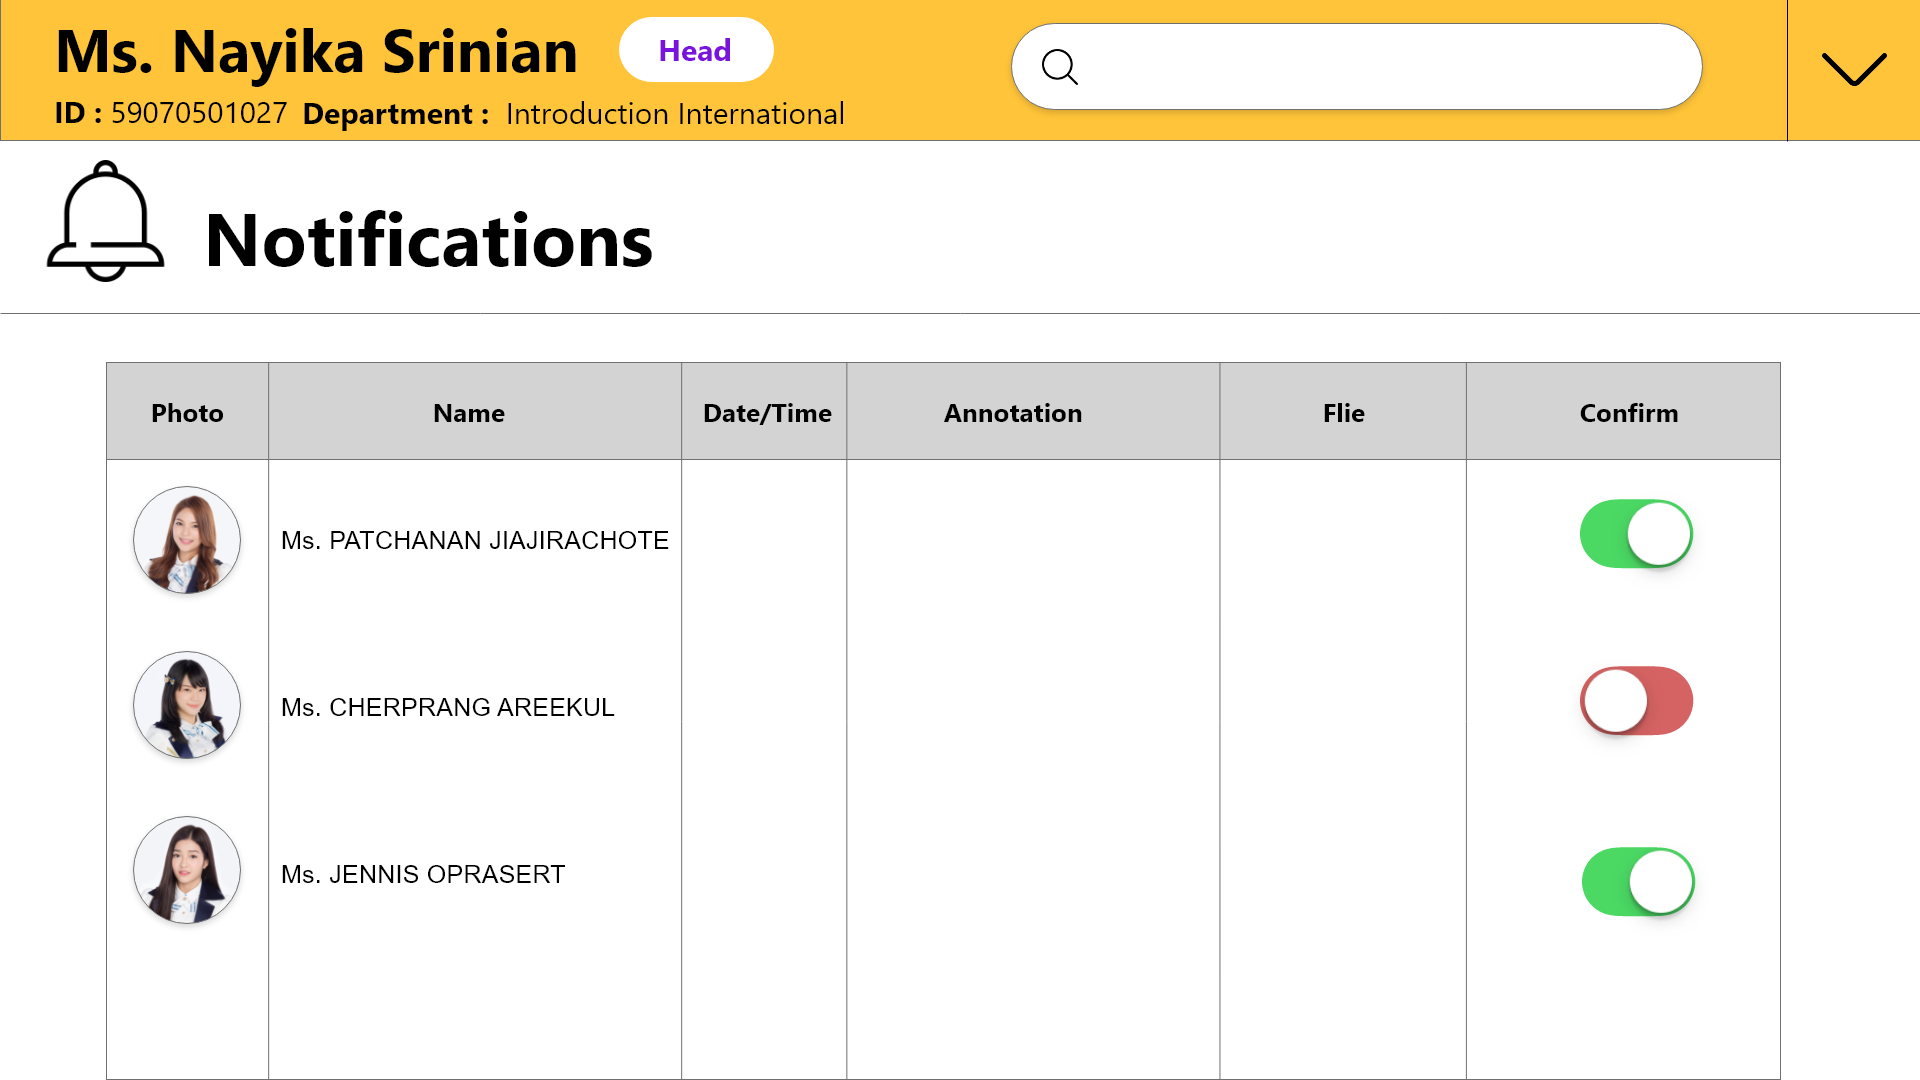 Ms. Nayika Srinian Head
ID : 59070501027 Department : Introduction International
Notifications
Photo Name Date/Time Annotation Flie Confirm
Ms. PATCHANAN JIAJIRACHOTE
Ms. CHERPRANG AREEKUL
Ms. JENNIS OPRASERT